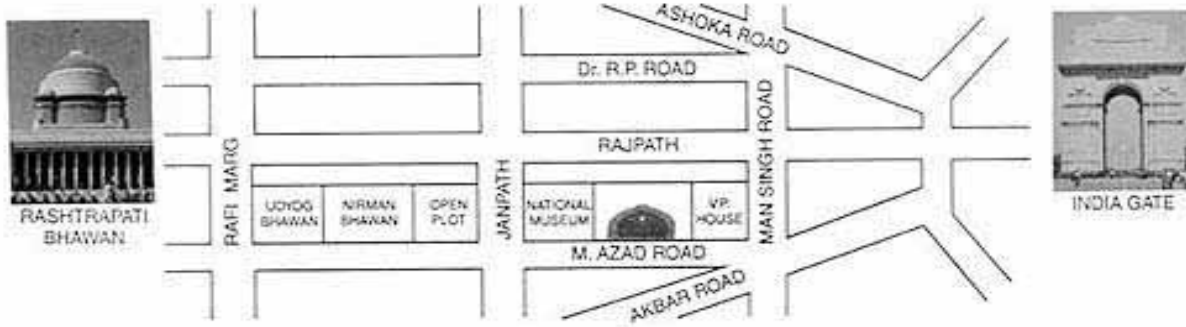 ASHOKA ROAD
Dr. R.P. ROAD
RAJPATH
MAN SINGH ROAD
RAFI MARG
JANPATH
UDYOG
BHAWAN
NIRMAN
BHAWAN
OPEN
PLOT
NATIONAL
MUSEUM
V.P.
HOUSE
M. AZAD ROAD
AKBAR ROAD
RASHTRAPATI
BHAWAN
INDIA GATE